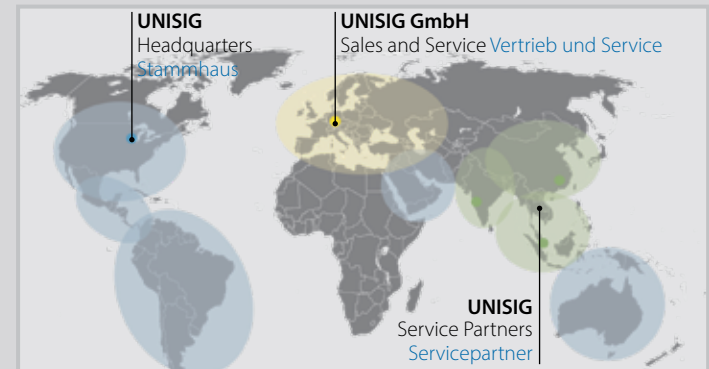 UNISIG
Headquarters
Stammhaus
UNISIG GmbH
Sales and Service Vertrieb und Service
UNISIG
Service Partners
Servicepartner